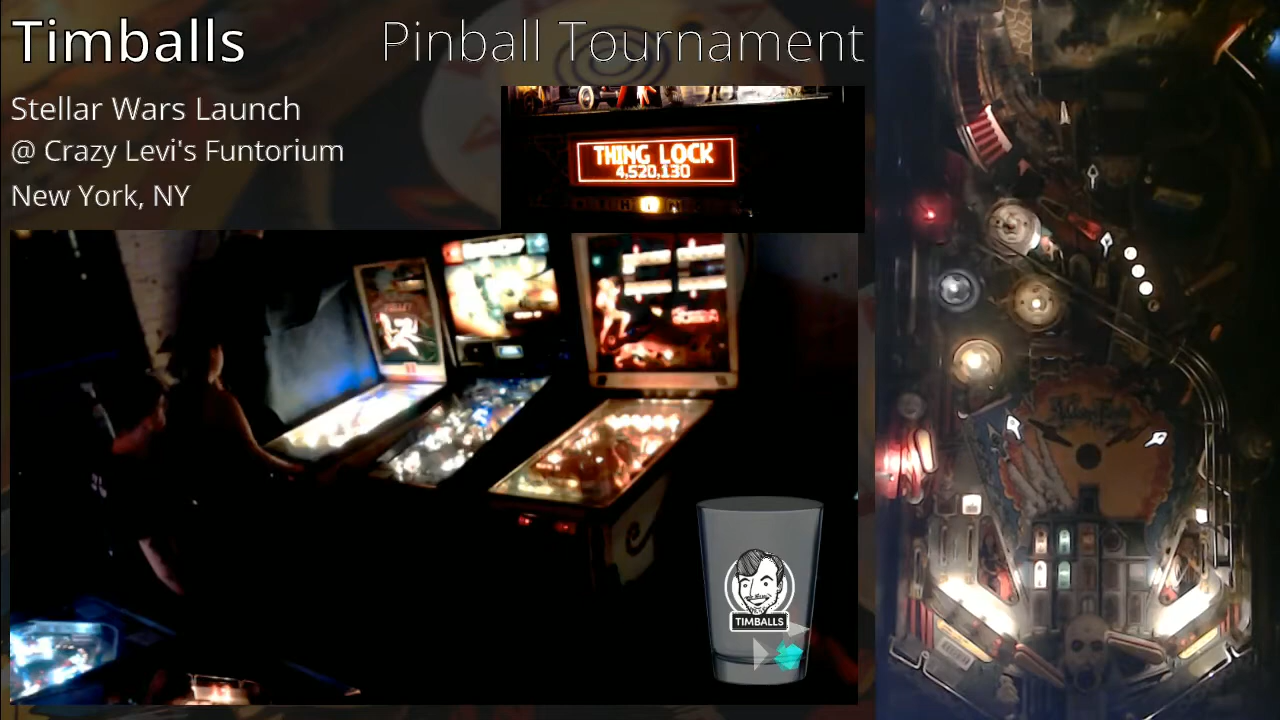 Timballs
Pinball Tournament
Stellar Wars Launch
@ Crazy Levi's Funtorium
New York, NY
THING LOCK
4,520,130
TIMBALLS